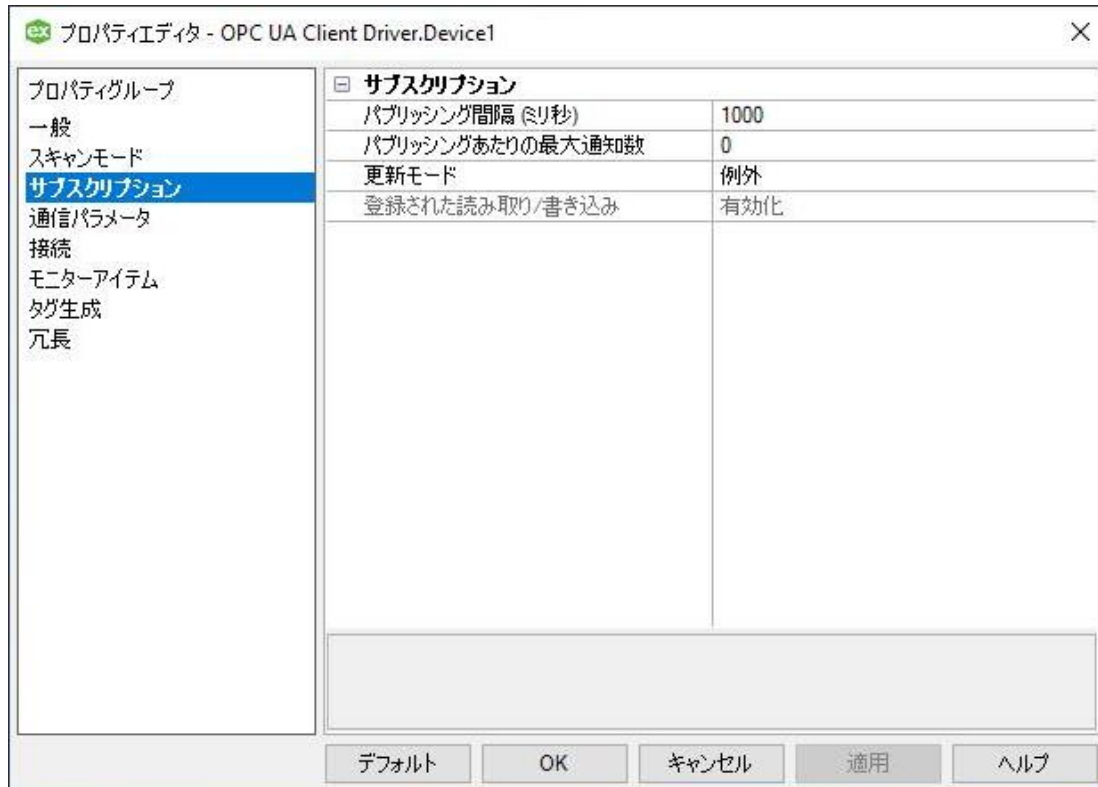 プロパティエディタ - OPC UA Client Driver.Device1
プロパティグループ
一般
スキャンモード
サブスクリプション
通信パラメータ
接続
モニターアイテム
タグ生成
冗長
サブスクリプション
パブリッシング間隔 (ミリ秒) 1000
パブリッシングあたりの最大通知数 0
更新モード 例外
登録された読み取り/書き込み 有効化
デフォルト OK キャンセル 適用 ヘルプ